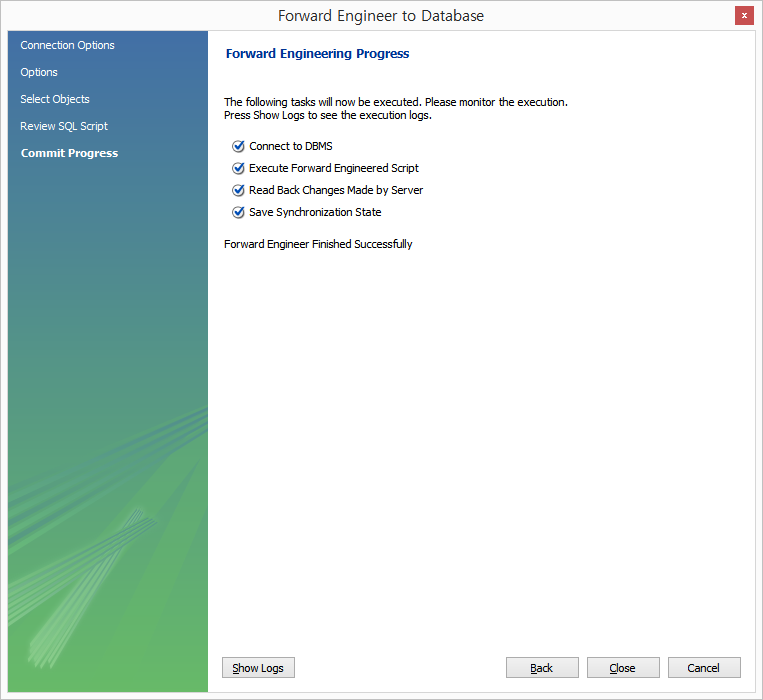 Forward Engineer to Database
x
Connection Options
Options
Select Objects
Review SQL Script
Commit Progress
Forward Engineering Progress
The following tasks will now be executed. Please monitor the execution.
Press Show Logs to see the execution logs.
Connect to DBMS
Execute Forward Engineered Script
Read Back Changes Made by Server
Save Synchronization State
Forward Engineer Finished Successfully
Show Logs
Back
Close
Cancel